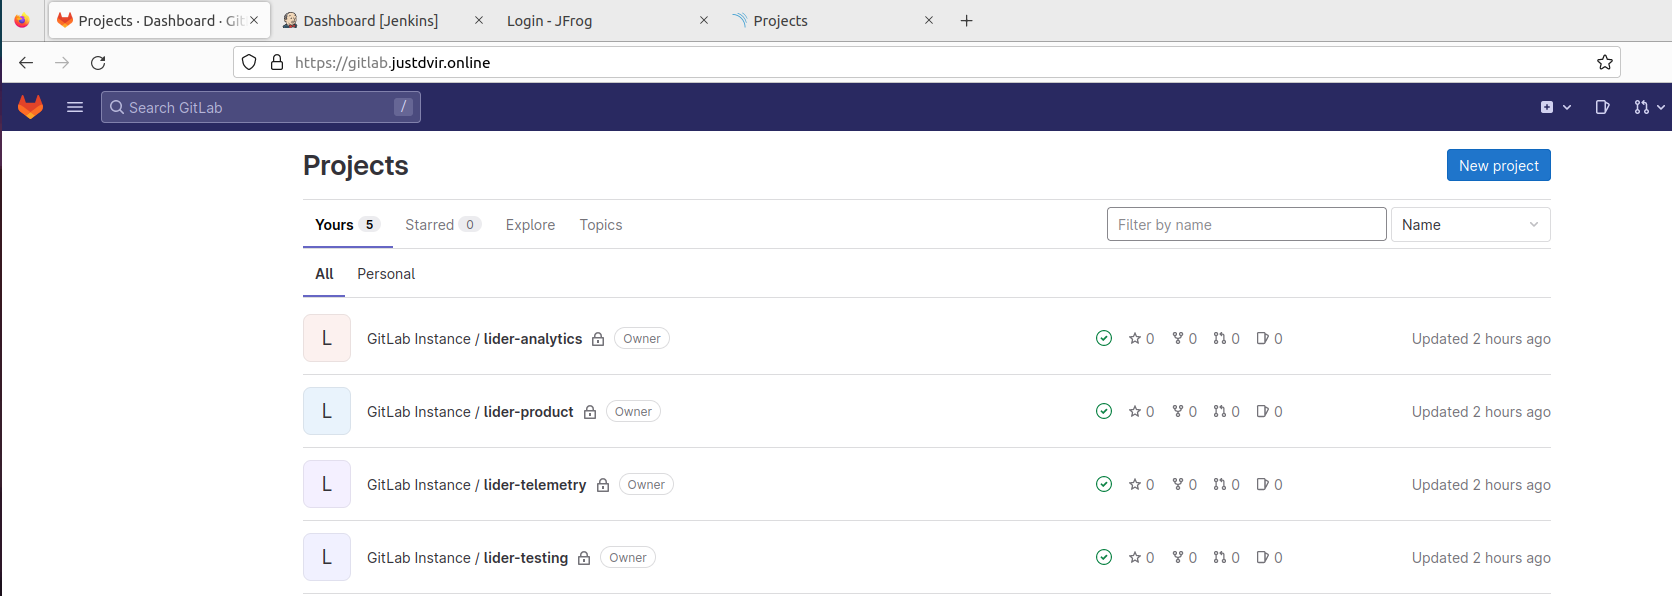 Projects · Dashboard · Git
Dashboard [Jenkins]
Login - JFrog
Projects
https://gitlab.justdvir.online
Search GitLab /
Projects
New project
Yours 5 Starred 0 Explore Topics
Filter by name
Name
All Personal
L GitLab Instance / lider-analytics Owner 0 0 0 0 Updated 2 hours ago
L GitLab Instance / lider-product Owner 0 0 0 0 Updated 2 hours ago
L GitLab Instance / lider-telemetry Owner 0 0 0 0 Updated 2 hours ago
L GitLab Instance / lider-testing Owner 0 0 0 0 Updated 2 hours ago